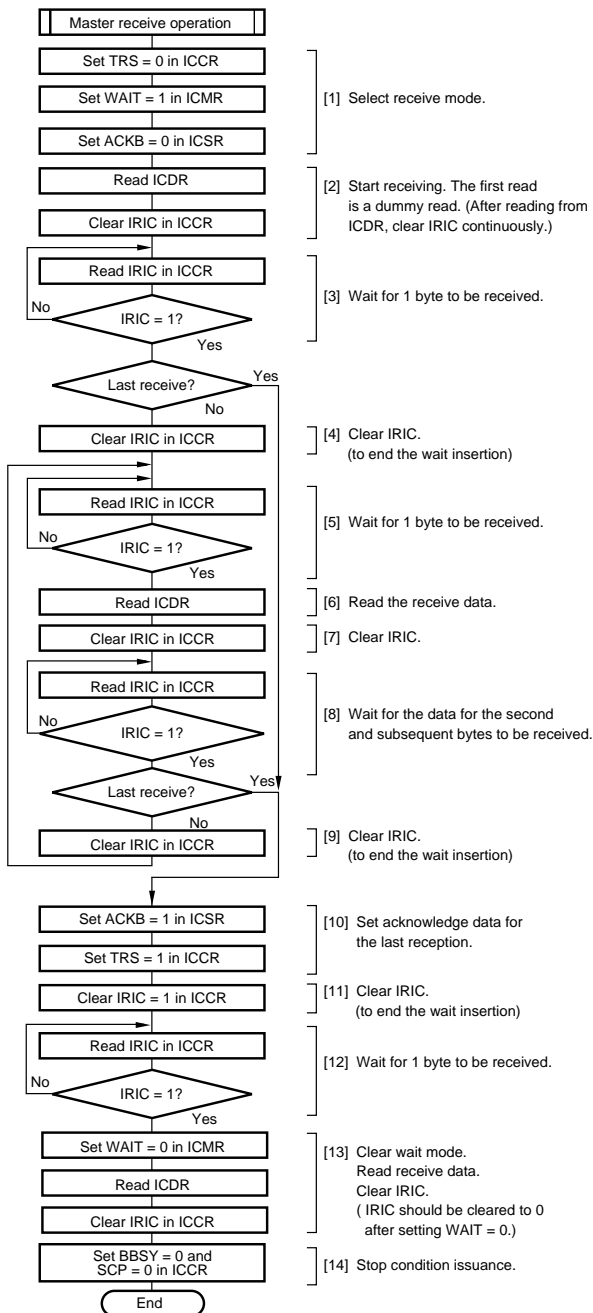 Master receive operation
Set TRS = 0 in ICCR
Set WAIT = 1 in ICMR
[1] Select receive mode.
Set ACKB = 0 in ICSR
Read ICDR
[2] Start receiving. The first read
is a dummy read. (After reading from
ICDR, clear IRIC continuously.)
Clear IRIC in ICCR
Read IRIC in ICCR
[3] Wait for 1 byte to be received.
No
IRIC = 1?
Yes
Last receive?
Yes
No
Clear IRIC in ICCR
[4] Clear IRIC.
(to end the wait insertion)
Read IRIC in ICCR
[5] Wait for 1 byte to be received.
No
IRIC = 1?
Yes
Read ICDR
[6] Read the receive data.
Clear IRIC in ICCR
[7] Clear IRIC.
Read IRIC in ICCR
[8] Wait for the data for the second
and subsequent bytes to be received.
No
IRIC = 1?
Yes
Last receive?
Yes
No
Clear IRIC in ICCR
[9] Clear IRIC.
(to end the wait insertion)
Set ACKB = 1 in ICSR
[10] Set acknowledge data for
the last reception.
Set TRS = 1 in ICCR
Clear IRIC = 1 in ICCR
[11] Clear IRIC.
(to end the wait insertion)
Read IRIC in ICCR
[12] Wait for 1 byte to be received.
No
IRIC = 1?
Yes
Set WAIT = 0 in ICMR
[13] Clear wait mode.
Read receive data.
Clear IRIC.
( IRIC should be cleared to 0
after setting WAIT = 0.)
Read ICDR
Clear IRIC in ICCR
Set BBSY = 0 and
SCP = 0 in ICCR
[14] Stop condition issuance.
End